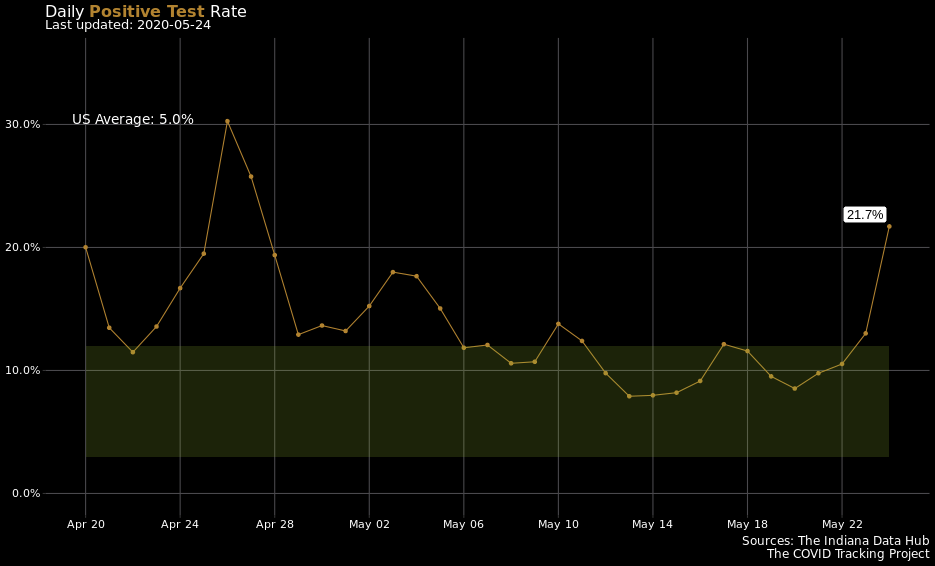 Daily Positive Test Rate
Last updated: 2020-05-24
US Average: 5.0%
30.0%
21.7%
20.0%
10.0%
0.0%
Apr 20 Apr 24 Apr 28 May 02 May 06 May 10 May 14 May 18 May 22
Sources: The Indiana Data Hub
The COVID Tracking Project